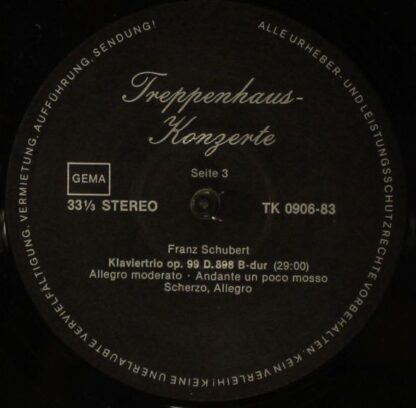 ALLE URHEBER- UND LEISTUNGSSCHUTZRECHTE VORBEHALTEN. KEIN VERLEIH! KEINE UNERLAUBTE VERVIELFÄLTIGUNG, VERMIETUNG, AUFFÜHRUNG, SENDUNG!
Treppenhaus-
Konzerte
Seite 3
GEMA
33 1/3 STEREO TK 0906-83
Franz Schubert
Klaviertrio op. 99 D.898 B-dur (29:00)
Allegro moderato · Andante un poco mosso
Scherzo, Allegro